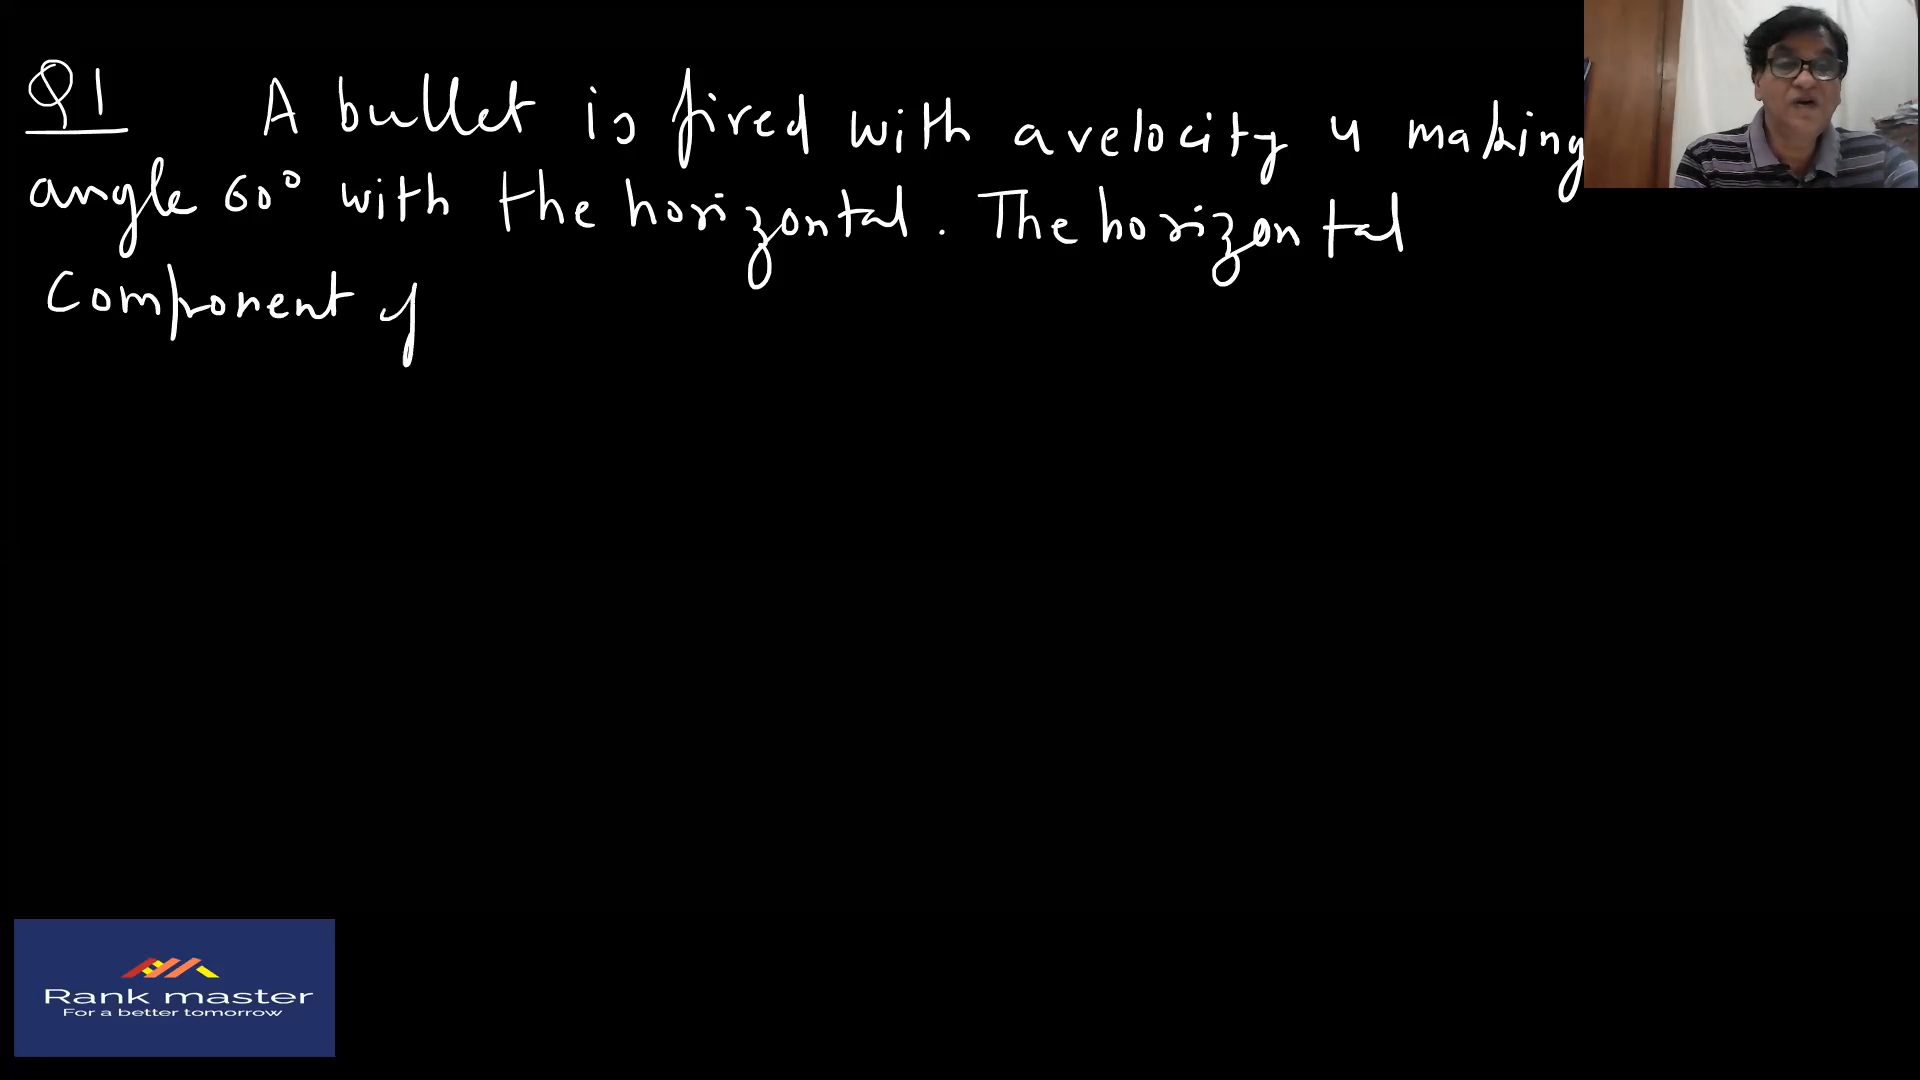 Q1 A bullet is fired with a velocity u making
angle 60° with the horizontal. The horizontal
Component of
Rank master
For a better tomorrow